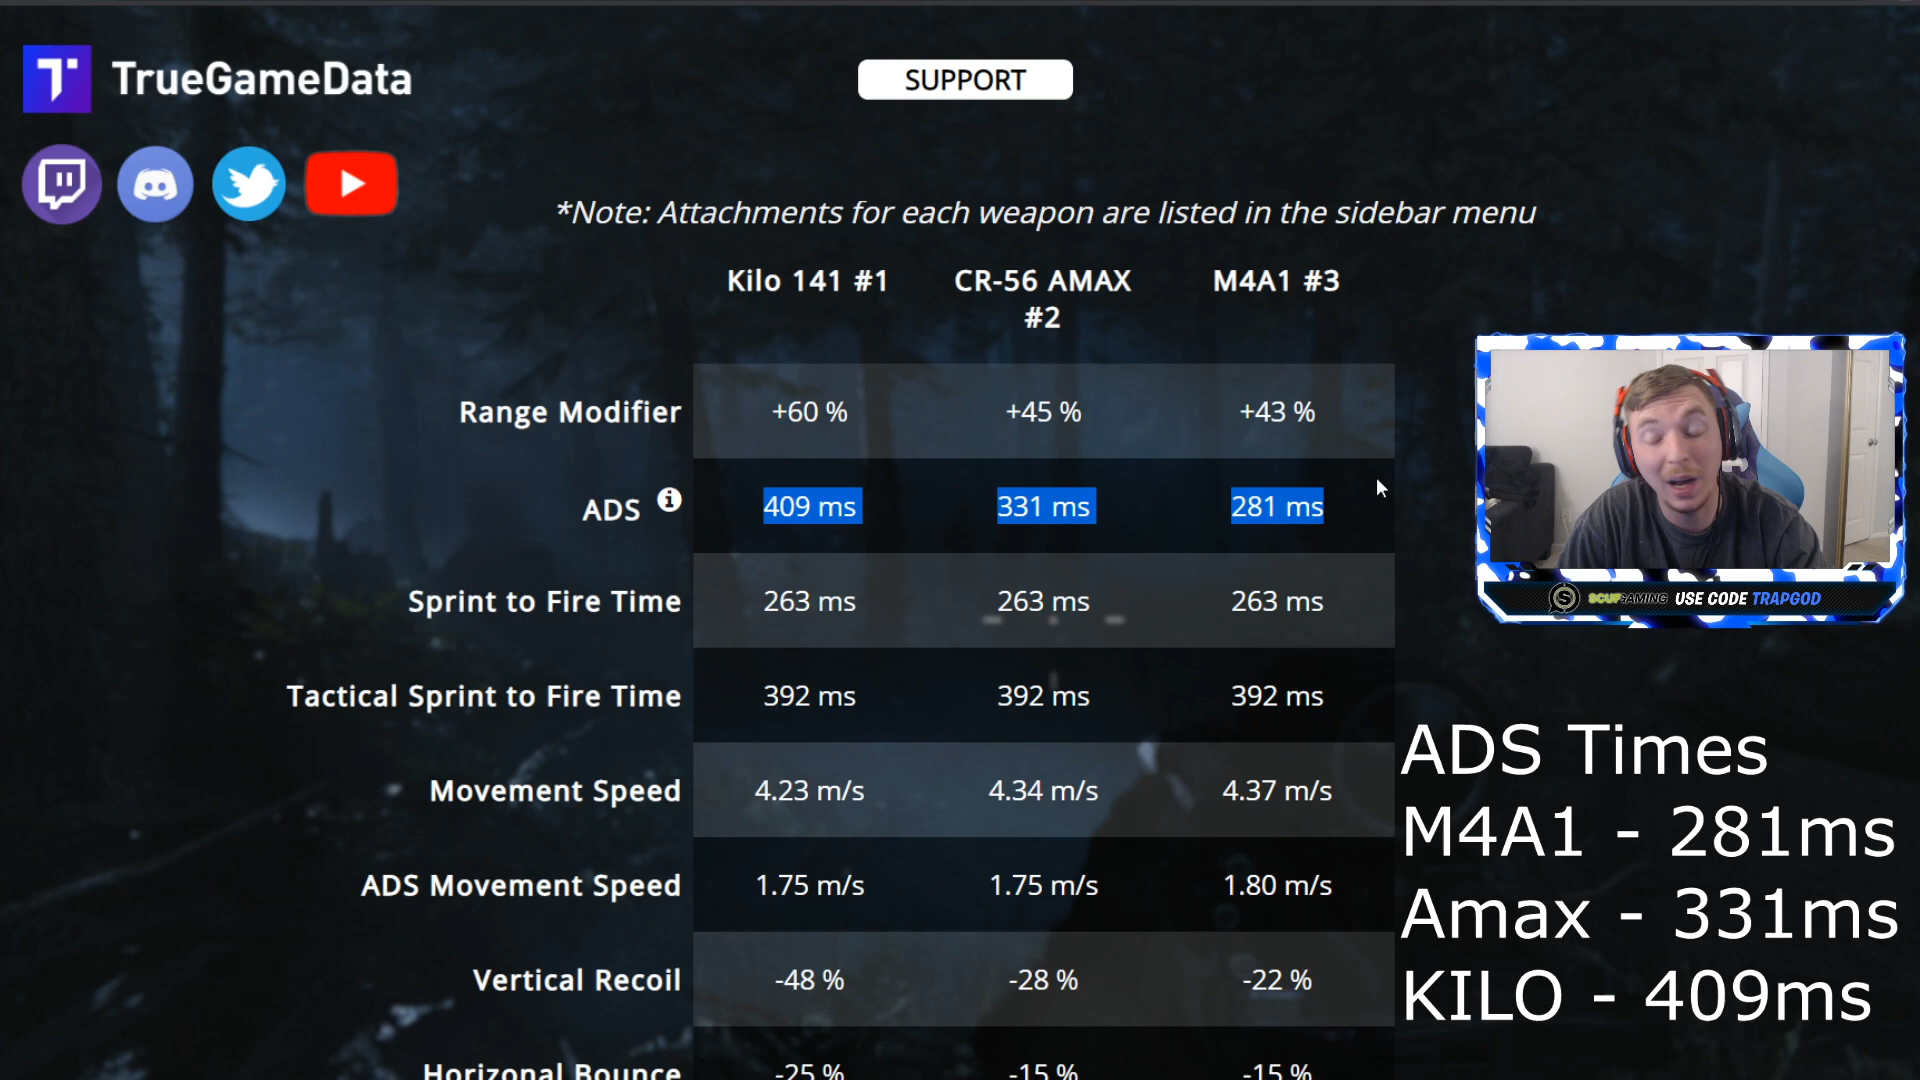 TrueGameData
SUPPORT
*Note: Attachments for each weapon are listed in the sidebar menu
Kilo 141 #1 CR-56 AMAX #2 M4A1 #3
Range Modifier +60 % +45 % +43 %
ADS 409 ms 331 ms 281 ms
Sprint to Fire Time 263 ms 263 ms 263 ms
Tactical Sprint to Fire Time 392 ms 392 ms 392 ms
Movement Speed 4.23 m/s 4.34 m/s 4.37 m/s
ADS Movement Speed 1.75 m/s 1.75 m/s 1.80 m/s
Vertical Recoil -48 % -28 % -22 %
Horizonal Bounce -25 % -15 % -15 %
SCUFGAMING USE CODE TRAPGOD
ADS Times
M4A1 - 281ms
Amax - 331ms
KILO - 409ms